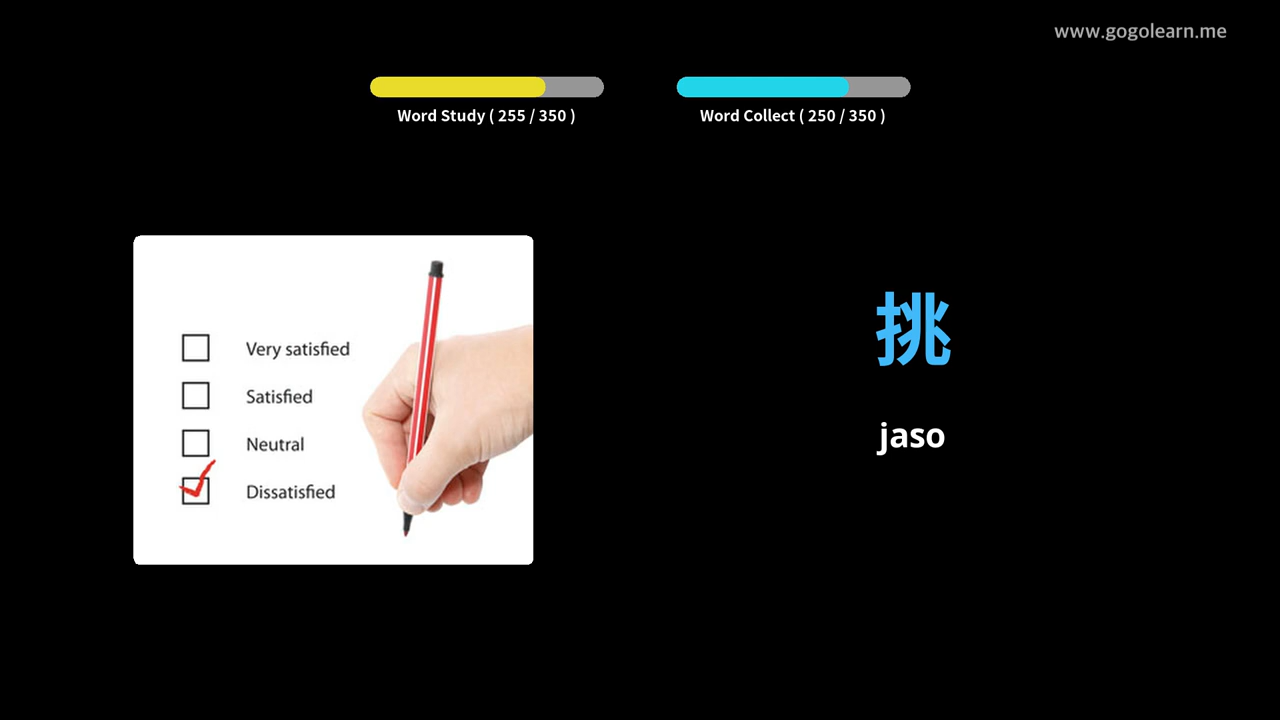 www.gogolearn.me
Word Study ( 255 / 350 )
Word Collect ( 250 / 350 )
Very satisfied
Satisfied
Neutral
Dissatisfied
挑
jaso